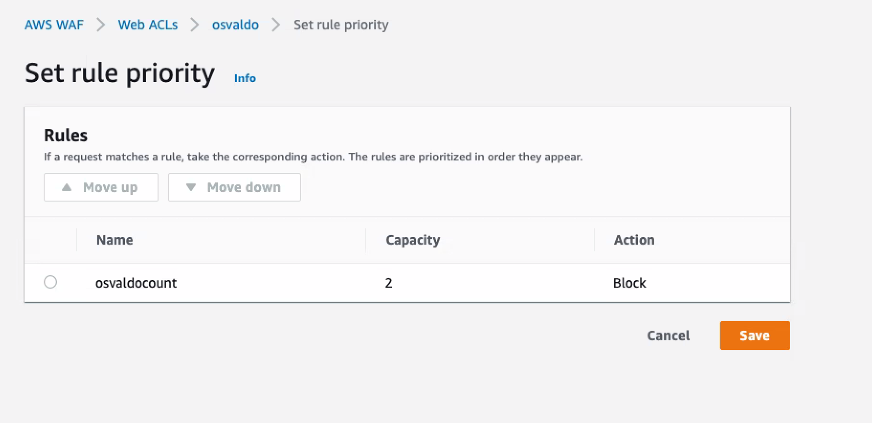 AWS WAF > Web ACLs > osvaldo > Set rule priority
Set rule priority Info
Rules
If a request matches a rule, take the corresponding action. The rules are prioritized in order they appear.
▲ Move up ▼ Move down
Name Capacity Action
osvaldocount 2 Block
Cancel Save